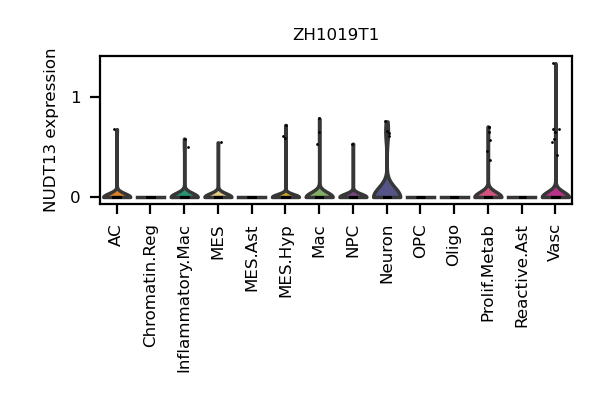 ZH1019T1
NUDT13 expression
1
0
AC
Chromatin.Reg
Inflammatory.Mac
MES
MES.Ast
MES.Hyp
Mac
NPC
Neuron
OPC
Oligo
Prolif.Metab
Reactive.Ast
Vasc